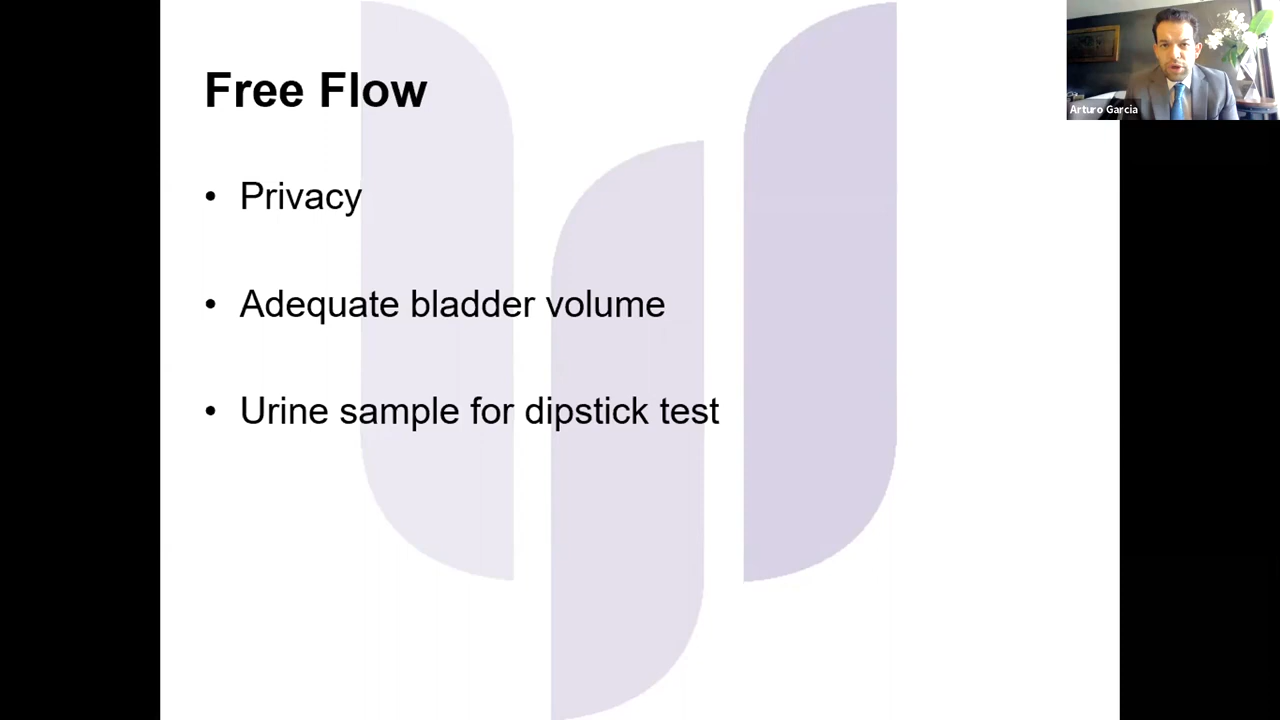 Free Flow
• Privacy
• Adequate bladder volume
• Urine sample for dipstick test
Arturo Garcia